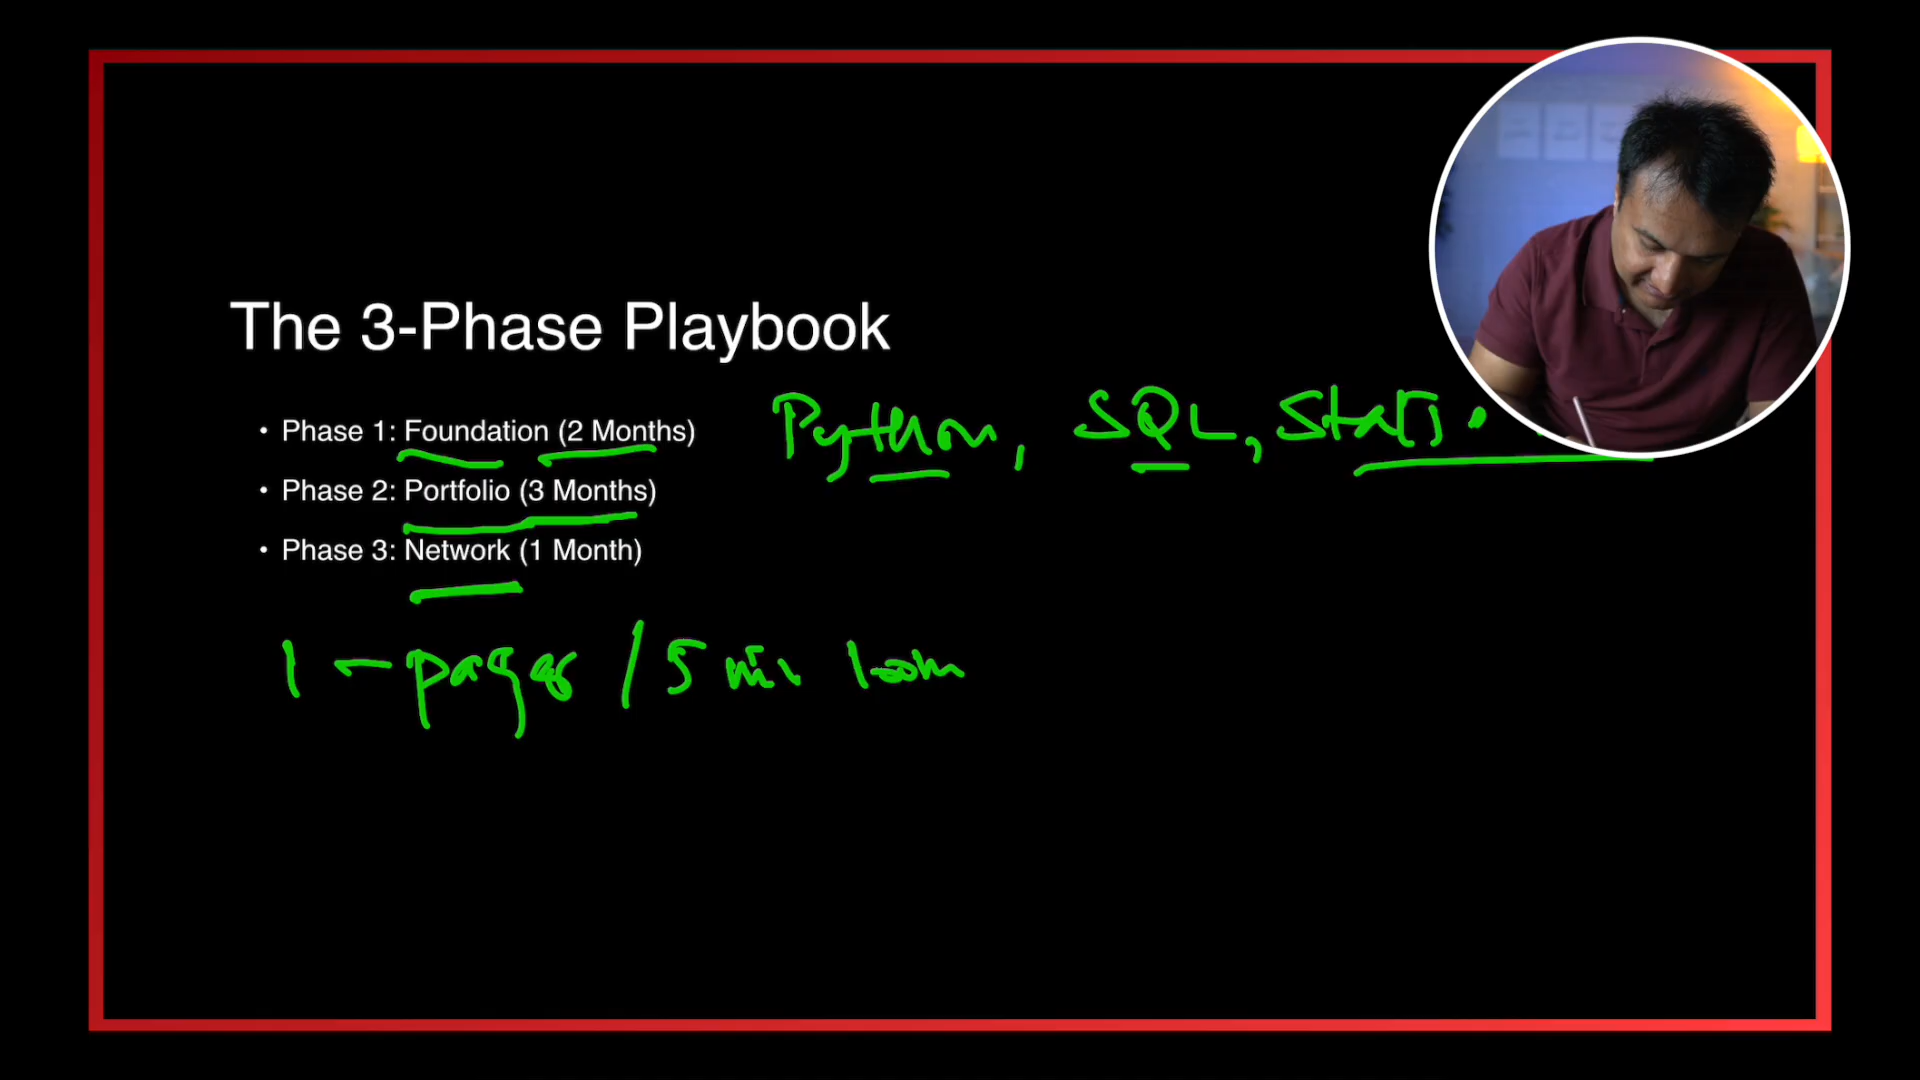 The 3-Phase Playbook
• Phase 1: Foundation (2 Months)
Python, SQL, Stats.
• Phase 2: Portfolio (3 Months)
• Phase 3: Network (1 Month)
1-pager / 5 min loom